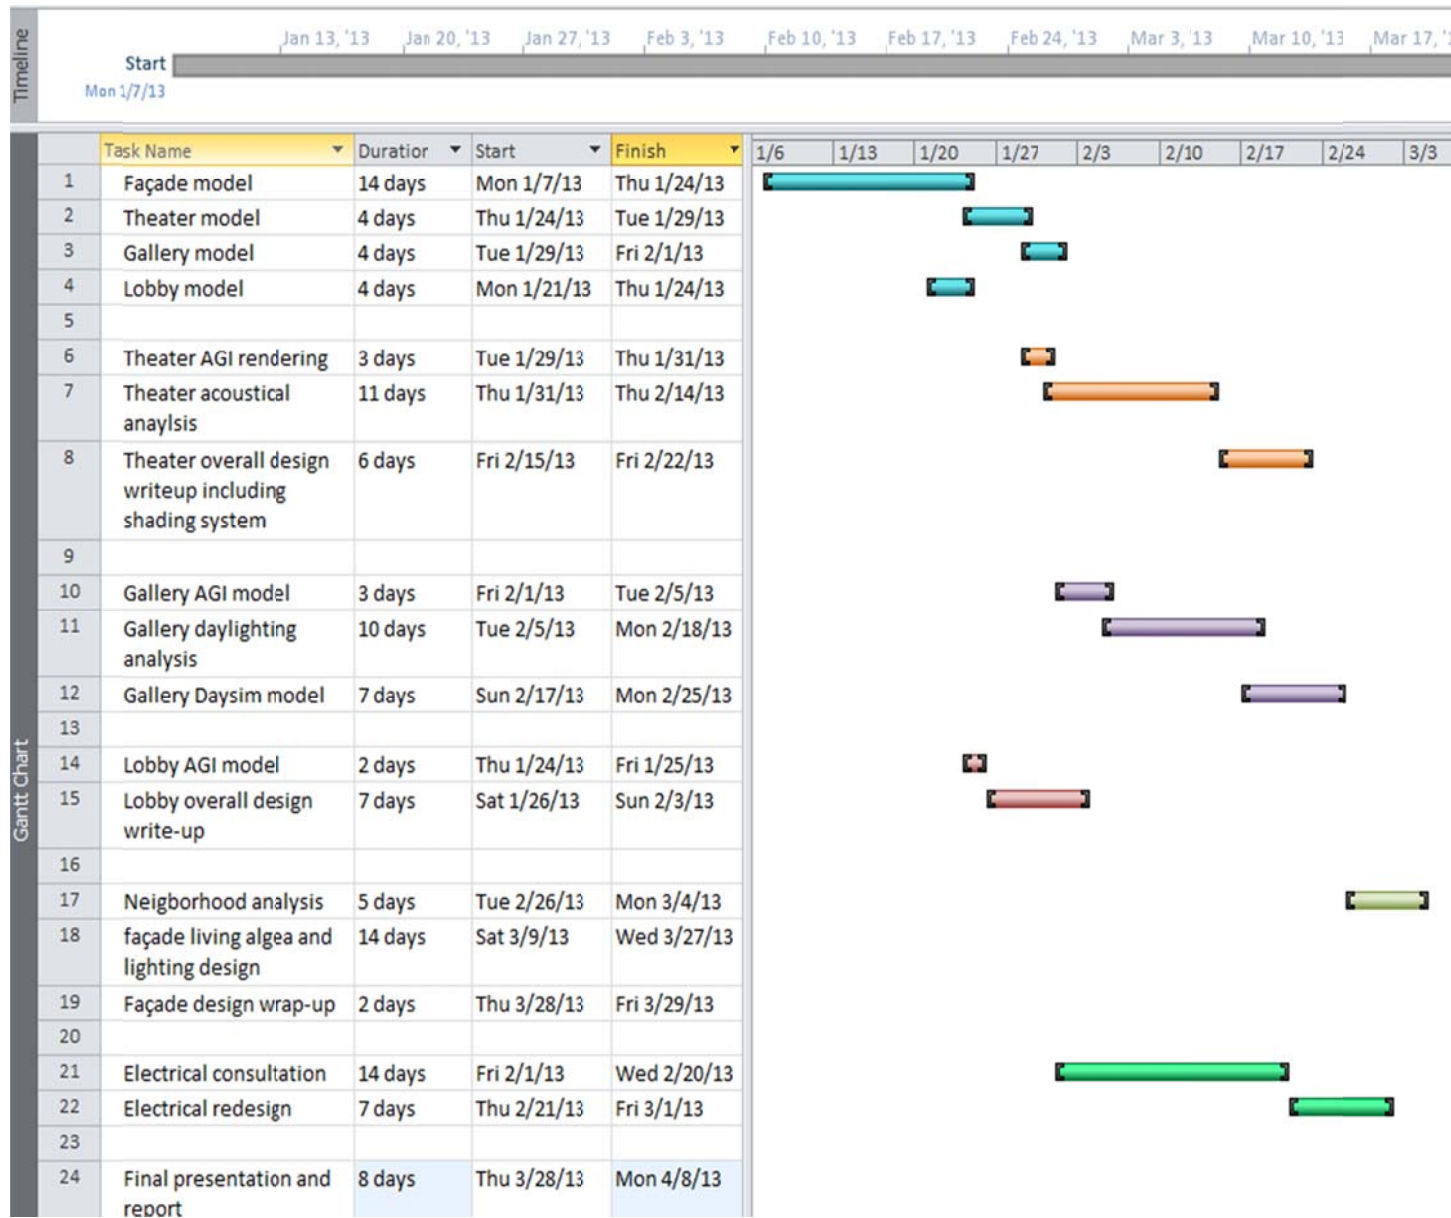 Timeline
Jan 13, '13 Jan 20, '13 Jan 27, '13 Feb 3, '13 Feb 10, '13 Feb 17, '13 Feb 24, '13 Mar 3, '13 Mar 10, '13 Mar 17, '1
Start
Mon 1/7/13
Gantt Chart
Task Name Duration Start Finish 1/6 1/13 1/20 1/27 2/3 2/10 2/17 2/24 3/3
1 Façade model 14 days Mon 1/7/13 Thu 1/24/13
2 Theater model 4 days Thu 1/24/13 Tue 1/29/13
3 Gallery model 4 days Tue 1/29/13 Fri 2/1/13
4 Lobby model 4 days Mon 1/21/13 Thu 1/24/13
5
6 Theater AGI rendering 3 days Tue 1/29/13 Thu 1/31/13
7 Theater acoustical 11 days Thu 1/31/13 Thu 2/14/13
anaylsis
8 Theater overall design 6 days Fri 2/15/13 Fri 2/22/13
writeup including
shading system
9
10 Gallery AGI model 3 days Fri 2/1/13 Tue 2/5/13
11 Gallery daylighting 10 days Tue 2/5/13 Mon 2/18/13
analysis
12 Gallery Daysim model 7 days Sun 2/17/13 Mon 2/25/13
13
14 Lobby AGI model 2 days Thu 1/24/13 Fri 1/25/13
15 Lobby overall design 7 days Sat 1/26/13 Sun 2/3/13
write-up
16
17 Neigborhood analysis 5 days Tue 2/26/13 Mon 3/4/13
18 façade living algea and 14 days Sat 3/9/13 Wed 3/27/13
lighting design
19 Façade design wrap-up 2 days Thu 3/28/13 Fri 3/29/13
20
21 Electrical consultation 14 days Fri 2/1/13 Wed 2/20/13
22 Electrical redesign 7 days Thu 2/21/13 Fri 3/1/13
23
24 Final presentation and 8 days Thu 3/28/13 Mon 4/8/13
report